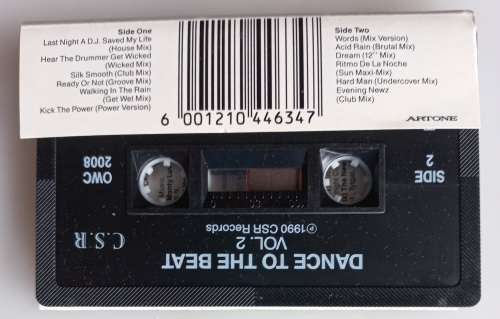 Side One
Last Night A D.J. Saved My Life
(House Mix)
Hear The Drummer Get Wicked
(Wicked Mix)
Silk Smooth (Club Mix)
Ready Or Not (Groove Mix)
Walking In The Rain
(Get Wet Mix)
Kick The Power (Power Version)
6 001210 446347
Side Two
Words (Mix Version)
Acid Rain (Brutal Mix)
Dream (12" Mix)
Ritmo De La Noche
(Sun Maxi-Mix)
Hard Man (Undercover Mix)
Evening Newz
(Club Mix)
ARTONE
DANCE TO THE BEAT
VOL. 2
℗1990 CSR Records
C.S.R
SIDE
2
OWC
2008